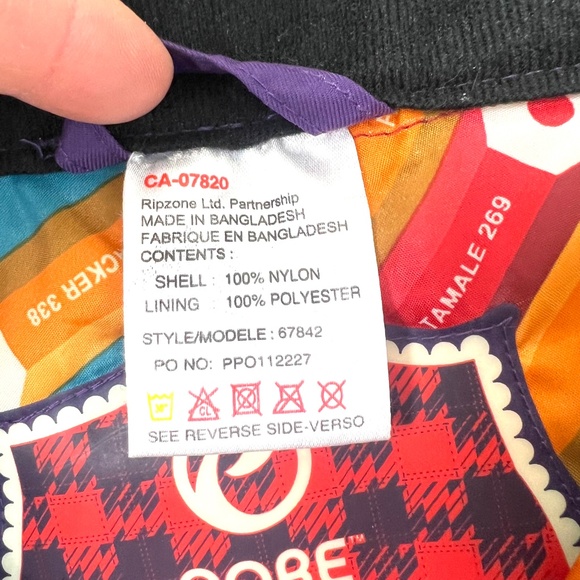 CA-07820
Ripzone Ltd. Partnership
MADE IN BANGLADESH
FABRIQUE EN BANGLADESH
CONTENTS :
SHELL : 100% NYLON
LINING : 100% POLYESTER
STYLE/MODELE : 67842
PO NO: PPO112227
CL
SEE REVERSE SIDE-VERSO
TAMALE 269
338